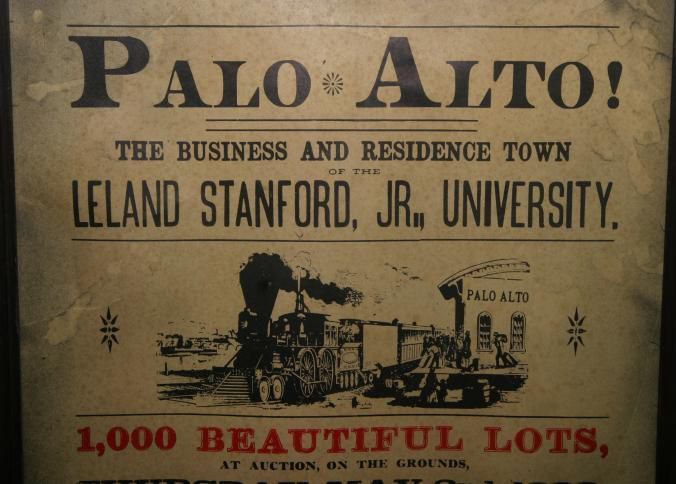 PALO ALTO!
THE BUSINESS AND RESIDENCE TOWN
OF THE
LELAND STANFORD, JR., UNIVERSITY.
PALO ALTO
1,000 BEAUTIFUL LOTS,
AT AUCTION, ON THE GROUNDS,